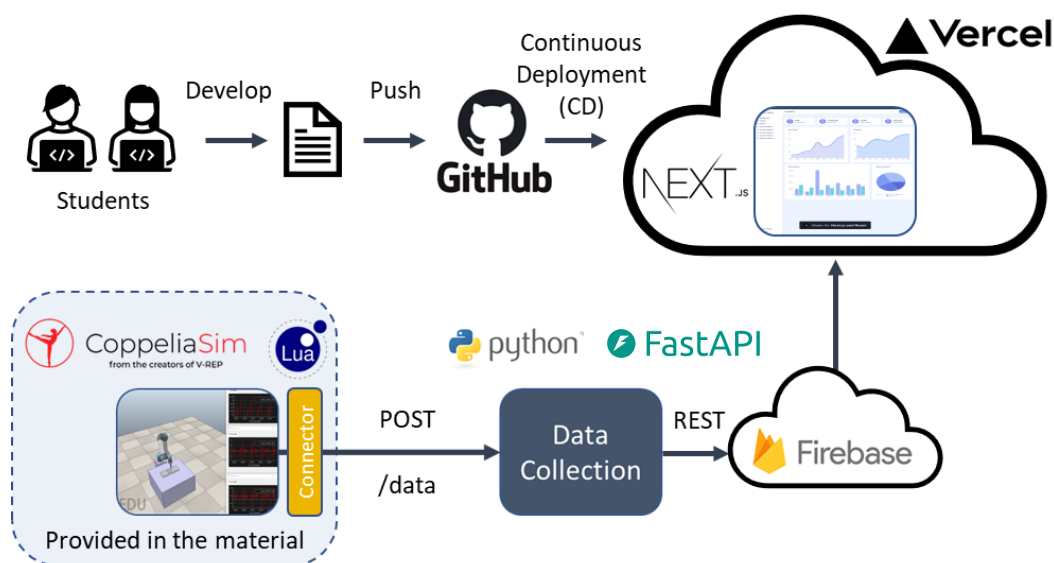 Vercel
Continuous
Deployment
(CD)
Develop
Push
</>
</>
GitHub
NEXT
.JS
Students
CoppeliaSim
from the creators of V-REP
Lua
python
FastAPI
Connector
POST
/data
Data
Collection
REST
Firebase
EDU
Provided in the material